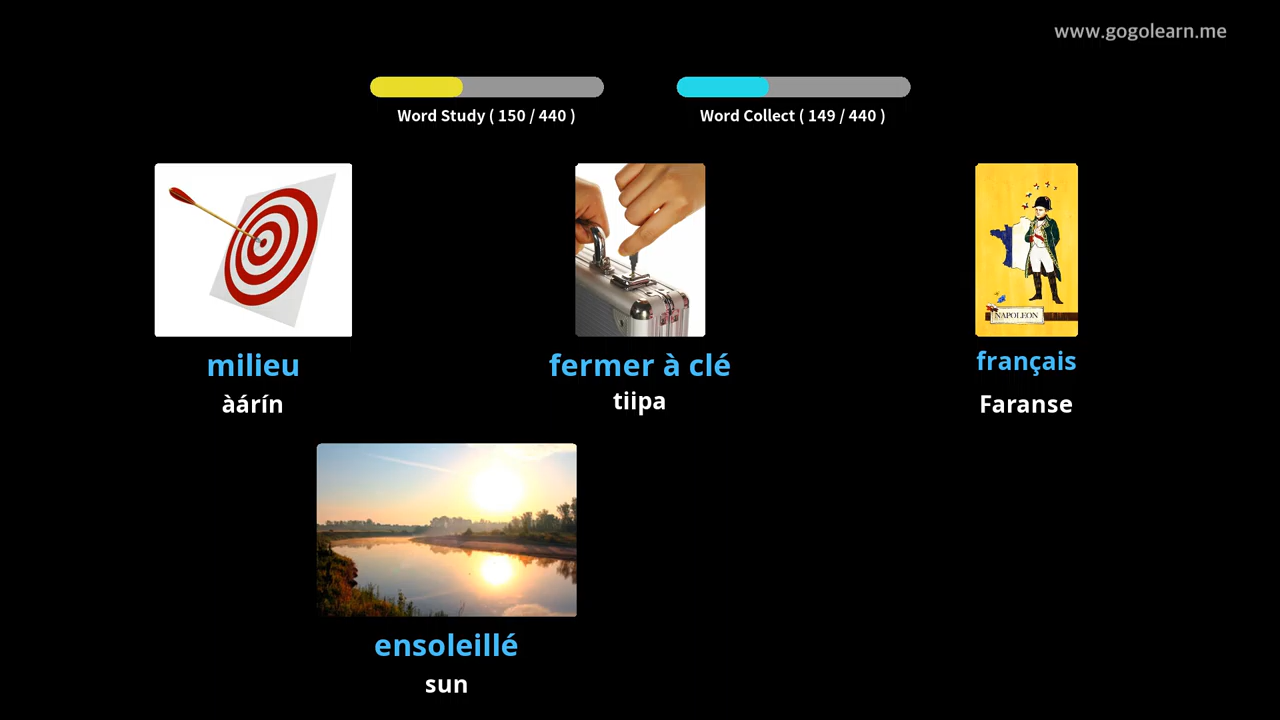 www.gogolearn.me
Word Study ( 150 / 440 )
Word Collect ( 149 / 440 )
milieu
àárín
fermer à clé
tiipa
NAPOLEON
français
Faranse
ensoleillé
sun